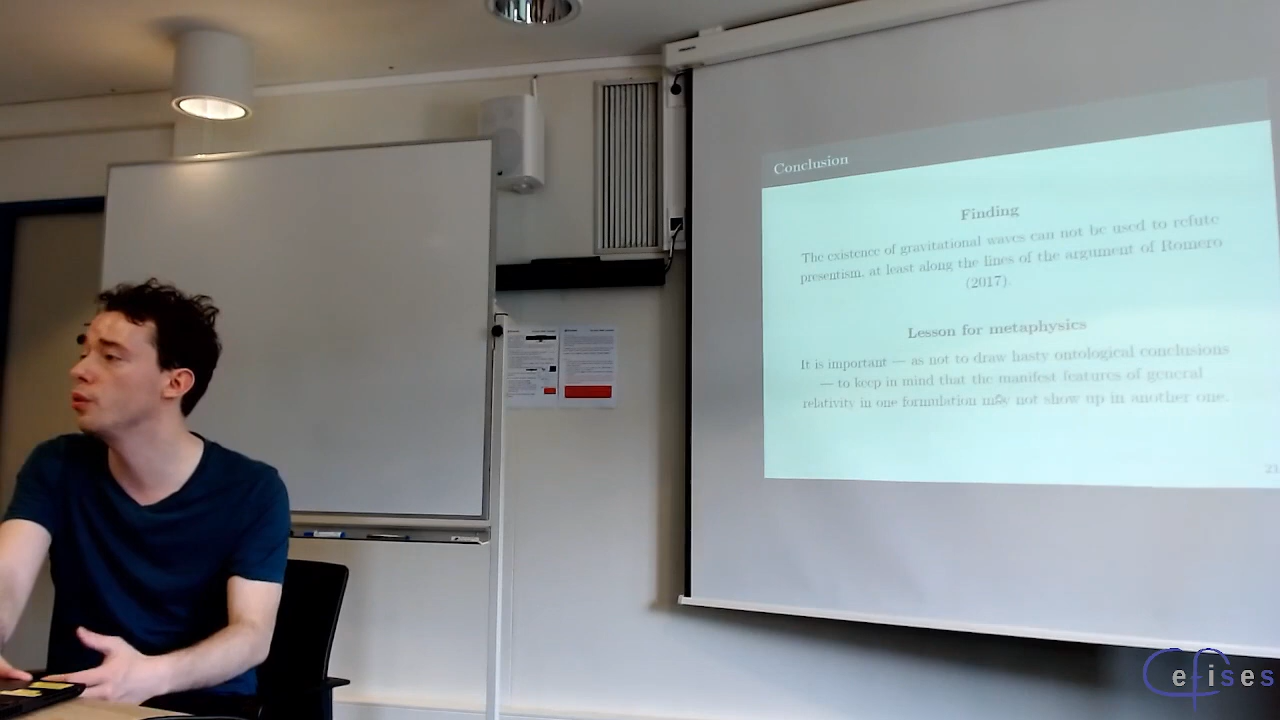 Conclusion
Finding
The existence of gravitational waves can not be used to refute
presentism, at least along the lines of the argument of Romero
(2017).
Lesson for metaphysics
It is important — as not to draw hasty ontological conclusions
— to keep in mind that the manifest features of general
relativity in one formulation may not show up in another one.
21
Cefises